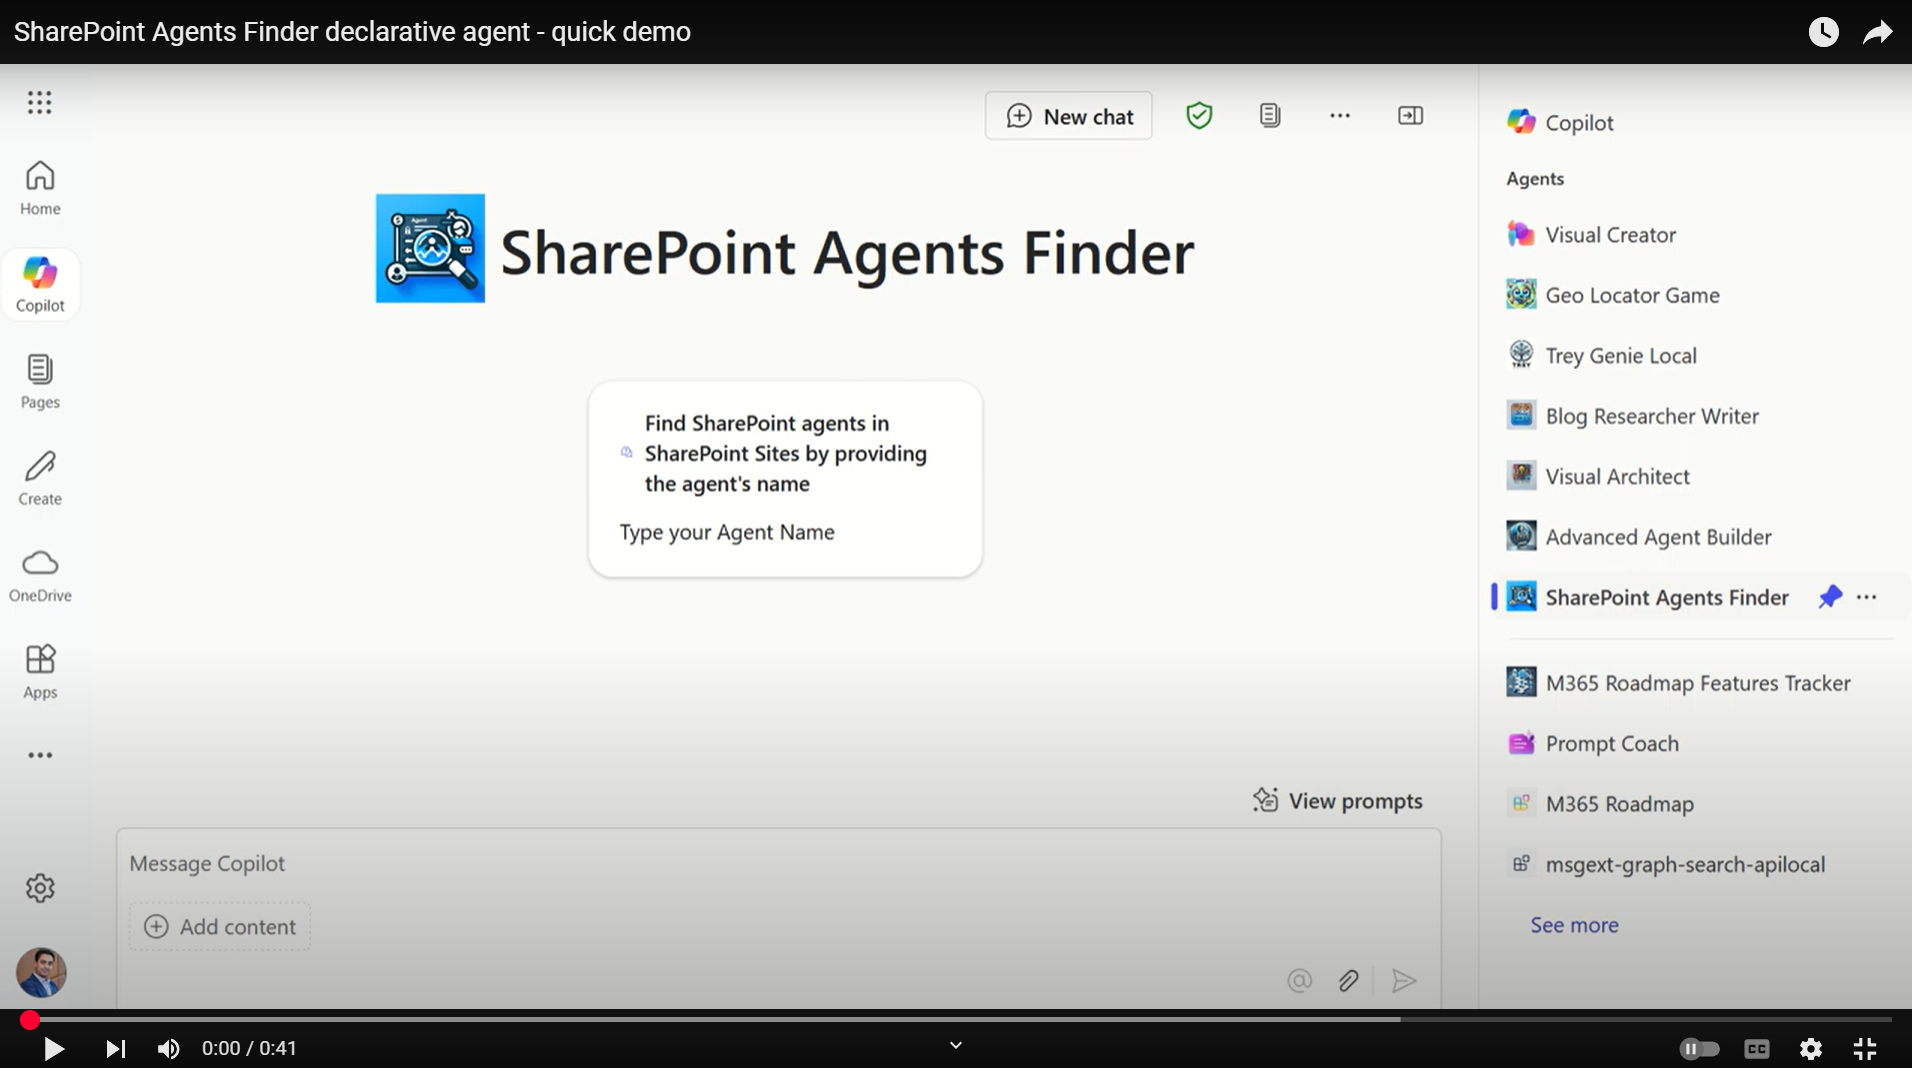 SharePoint Agents Finder declarative agent - quick demo
Home
Copilot
Pages
Create
OneDrive
Apps
New chat
SharePoint Agents Finder
Find SharePoint agents in
SharePoint Sites by providing
the agent's name
Type your Agent Name
View prompts
Message Copilot
Add content
Copilot
Agents
Visual Creator
Geo Locator Game
TREY
Trey Genie Local
Blog Researcher Writer
Visual Architect
Advanced Agent Builder
SharePoint Agents Finder
M365 Roadmap Features Tracker
Prompt Coach
M365 Roadmap
msgext-graph-search-apilocal
See more
0:00 / 0:41
CC